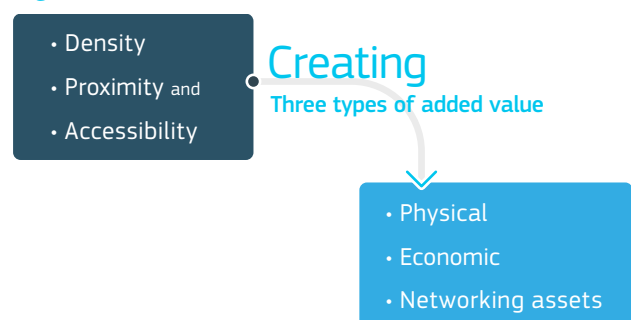 • Density
• Proximity and
• Accessibility
Creating
Three types of added value
• Physical
• Economic
• Networking assets